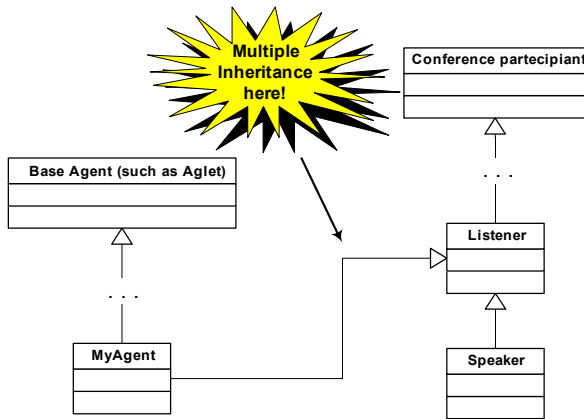 Multiple
Inheritance
here!
Conference partecipiant
Base Agent (such as Aglet)
. . .
Listener
. . .
MyAgent
Speaker